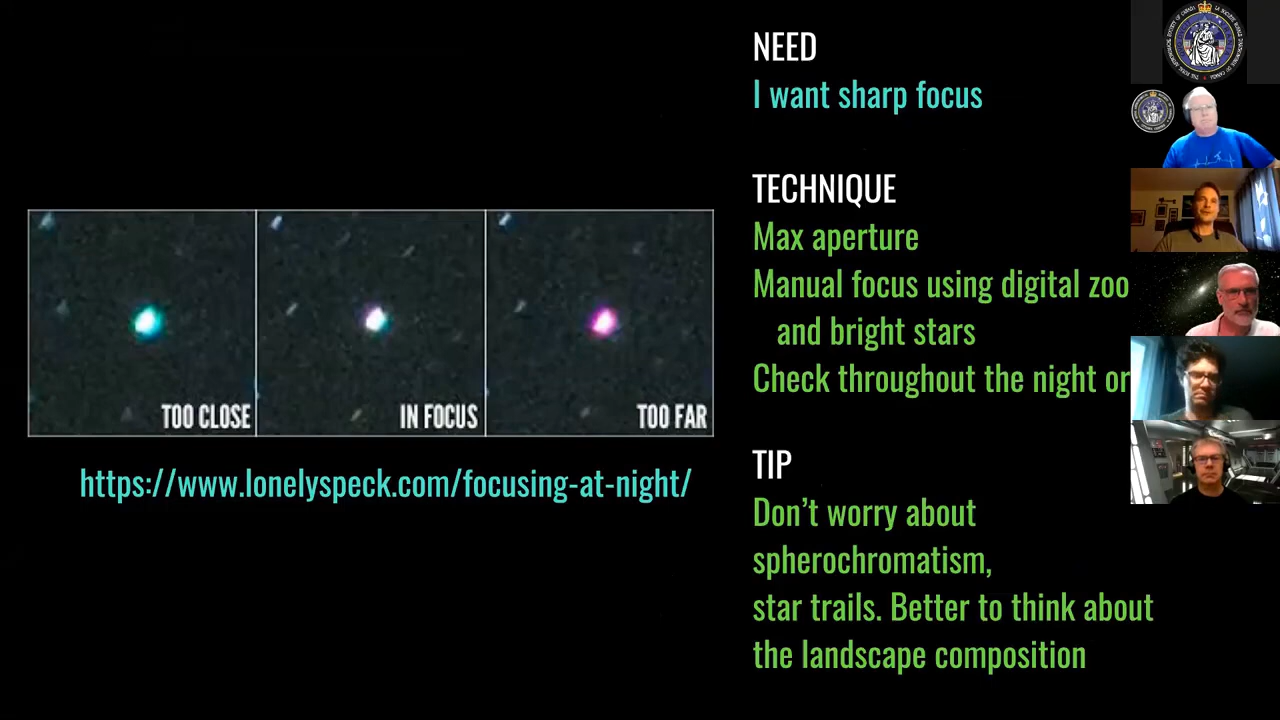 NEED
I want sharp focus
TECHNIQUE
Max aperture
Manual focus using digital zoo
and bright stars
Check throughout the night or
TOO CLOSE
IN FOCUS
TOO FAR
https://www.lonelyspeck.com/focusing-at-night/
TIP
Don’t worry about
spherochromatism,
star trails. Better to think about
the landscape composition